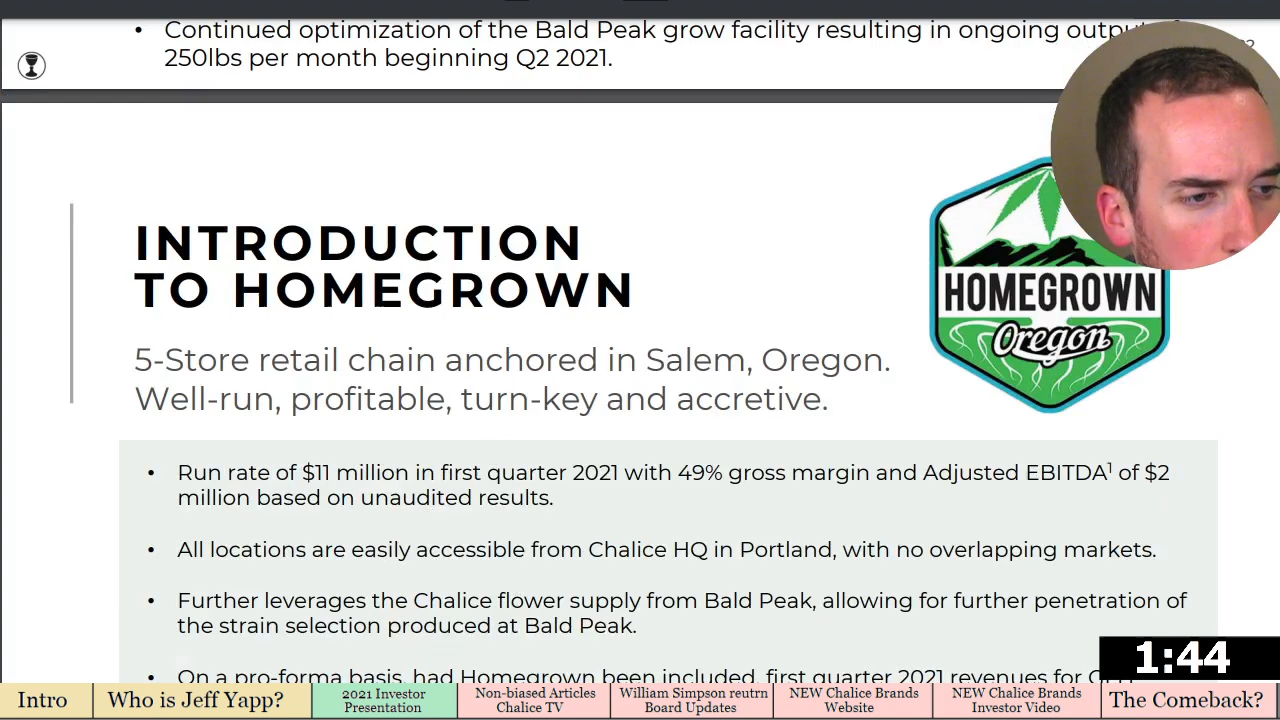 • Continued optimization of the Bald Peak grow facility resulting in ongoing
250lbs per month beginning Q2 2021.
INTRODUCTION
TO HOMEGROWN
5-Store retail chain anchored in Salem, Oregon.
Well-run, profitable, turn-key and accretive.
HOMEGROWN
Oregon
• Run rate of $11 million in first quarter 2021 with 49% gross margin and Adjusted EBITDA¹ of $2
million based on unaudited results.
• All locations are easily accessible from Chalice HQ in Portland, with no overlapping markets.
• Further leverages the Chalice flower supply from Bald Peak, allowing for further penetration of
the strain selection produced at Bald Peak.
• On a pro-forma basis, had Homegrown been included, first quarter 2021 revenues for
1:44
Intro
Who is Jeff Yapp?
2021 Investor
Presentation
Non-biased Articles
Chalice TV
William Simpson reutrn
Board Updates
NEW Chalice Brands
Website
NEW Chalice Brands
Investor Video
The Comeback?